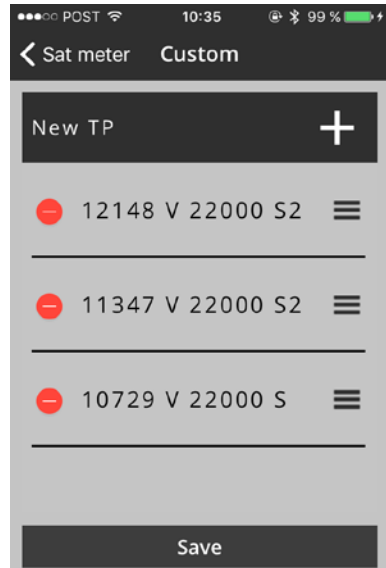 POST 10:35 99 %
Sat meter Custom
New TP +
12148 V 22000 S2
11347 V 22000 S2
10729 V 22000 S
Save